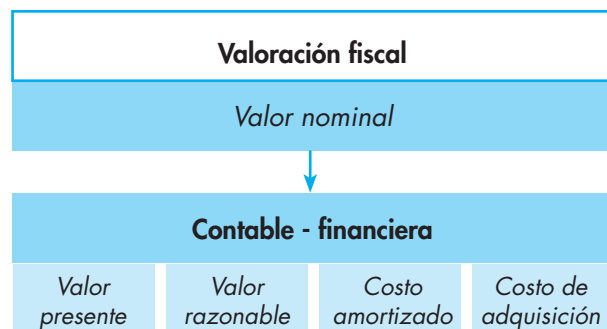 Valoración fiscal
Valor nominal
Contable - financiera
Valor presente
Valor razonable
Costo amortizado
Costo de adquisición